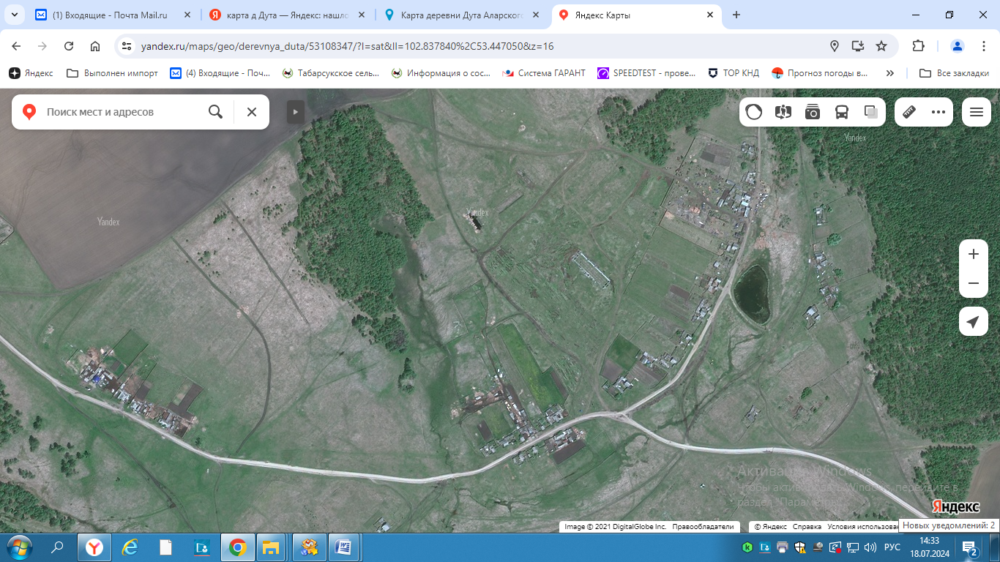 (1) Входящие - Почта Mail.ru
карта д Дута — Яндекс: нашло
Карта деревни Дута Аларского
Яндекс Карты
yandex.ru/maps/geo/derevnya_duta/53108347/?l=sat&ll=102.837840%2C53.447050&z=16
Яндекс
Выполнен импорт
(4) Входящие - Поч...
Табарсукское сель...
Информация о сос...
Система ГАРАНТ
SPEEDTEST - прове...
ТОР КНД
Прогноз погоды в...
»
Все закладки
Поиск мест и адресов
Yandex
Yandex
Yandex
Активация Windows
Чтобы активировать Windows, перейдите в
раздел "Параметры".
Яндекс
Image © 2021 DigitalGlobe Inc. Правообладатели
© Яндекс Справка Условия использован
Новых уведомлений: 2
РУС
14:33
18.07.2024
2